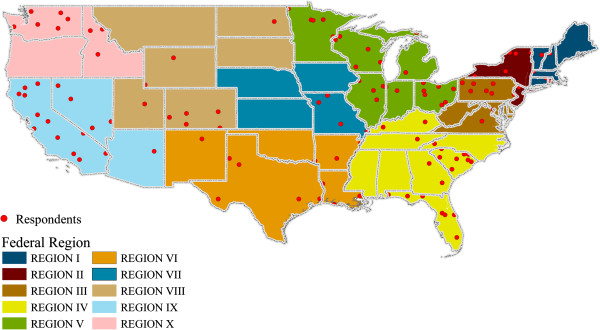 Respondents
Federal Region
REGION I
REGION VI
REGION II
REGION VII
REGION III
REGION VIII
REGION IV
REGION IX
REGION V
REGION X